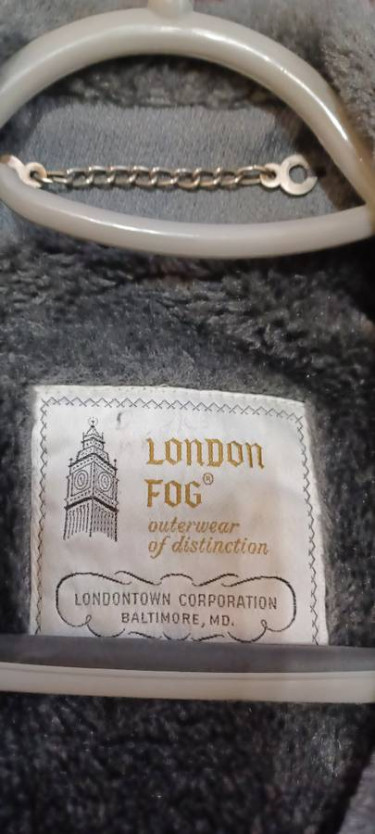 LONDON
FOG®
outerwear
of distinction
LONDONTOWN CORPORATION
BALTIMORE, MD.